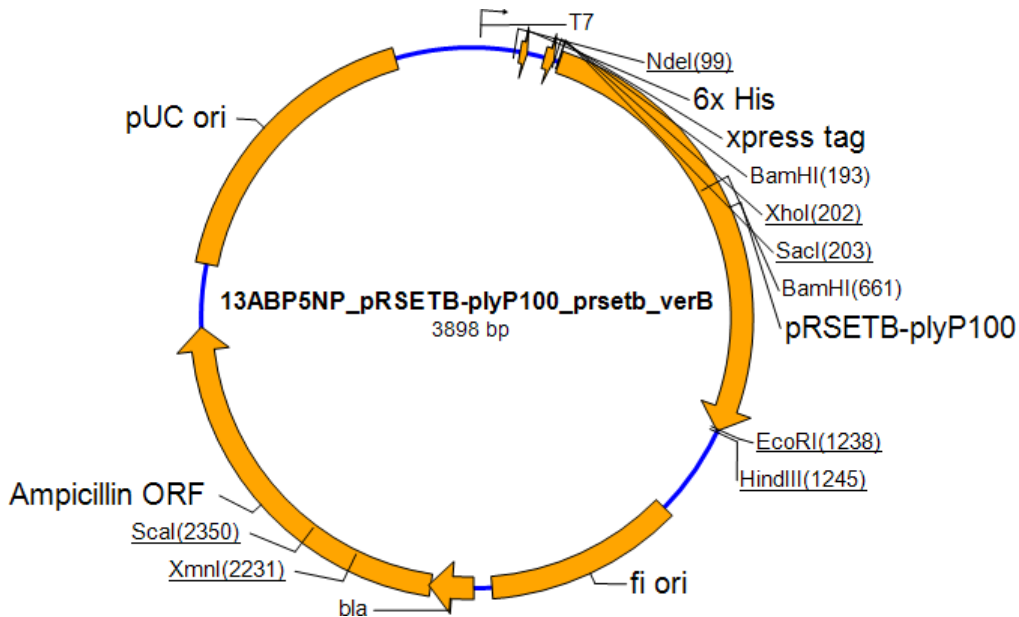 T7
NdeI(99)
6x His
xpress tag
BamHI(193)
XhoI(202)
SacI(203)
BamHI(661)
pRSETB-plyP100
EcoRI(1238)
HindIII(1245)
fi ori
bla
XmnI(2231)
ScaI(2350)
Ampicillin ORF
pUC ori
13ABP5NP_pRSETB-plyP100_prsetb_verB
3898 bp